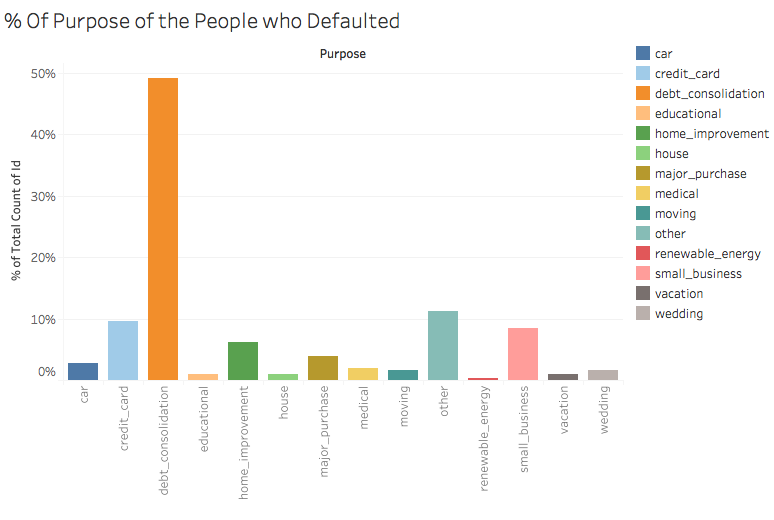 % Of Purpose of the People who Defaulted
Purpose
% of Total Count of Id
50%
40%
30%
20%
10%
0%
car
credit_card
debt_consolidation
educational
home_improvement
house
major_purchase
medical
moving
other
renewable_energy
small_business
vacation
wedding
car
credit_card
debt_consolidation
educational
home_improvement
house
major_purchase
medical
moving
other
renewable_energy
small_business
vacation
wedding